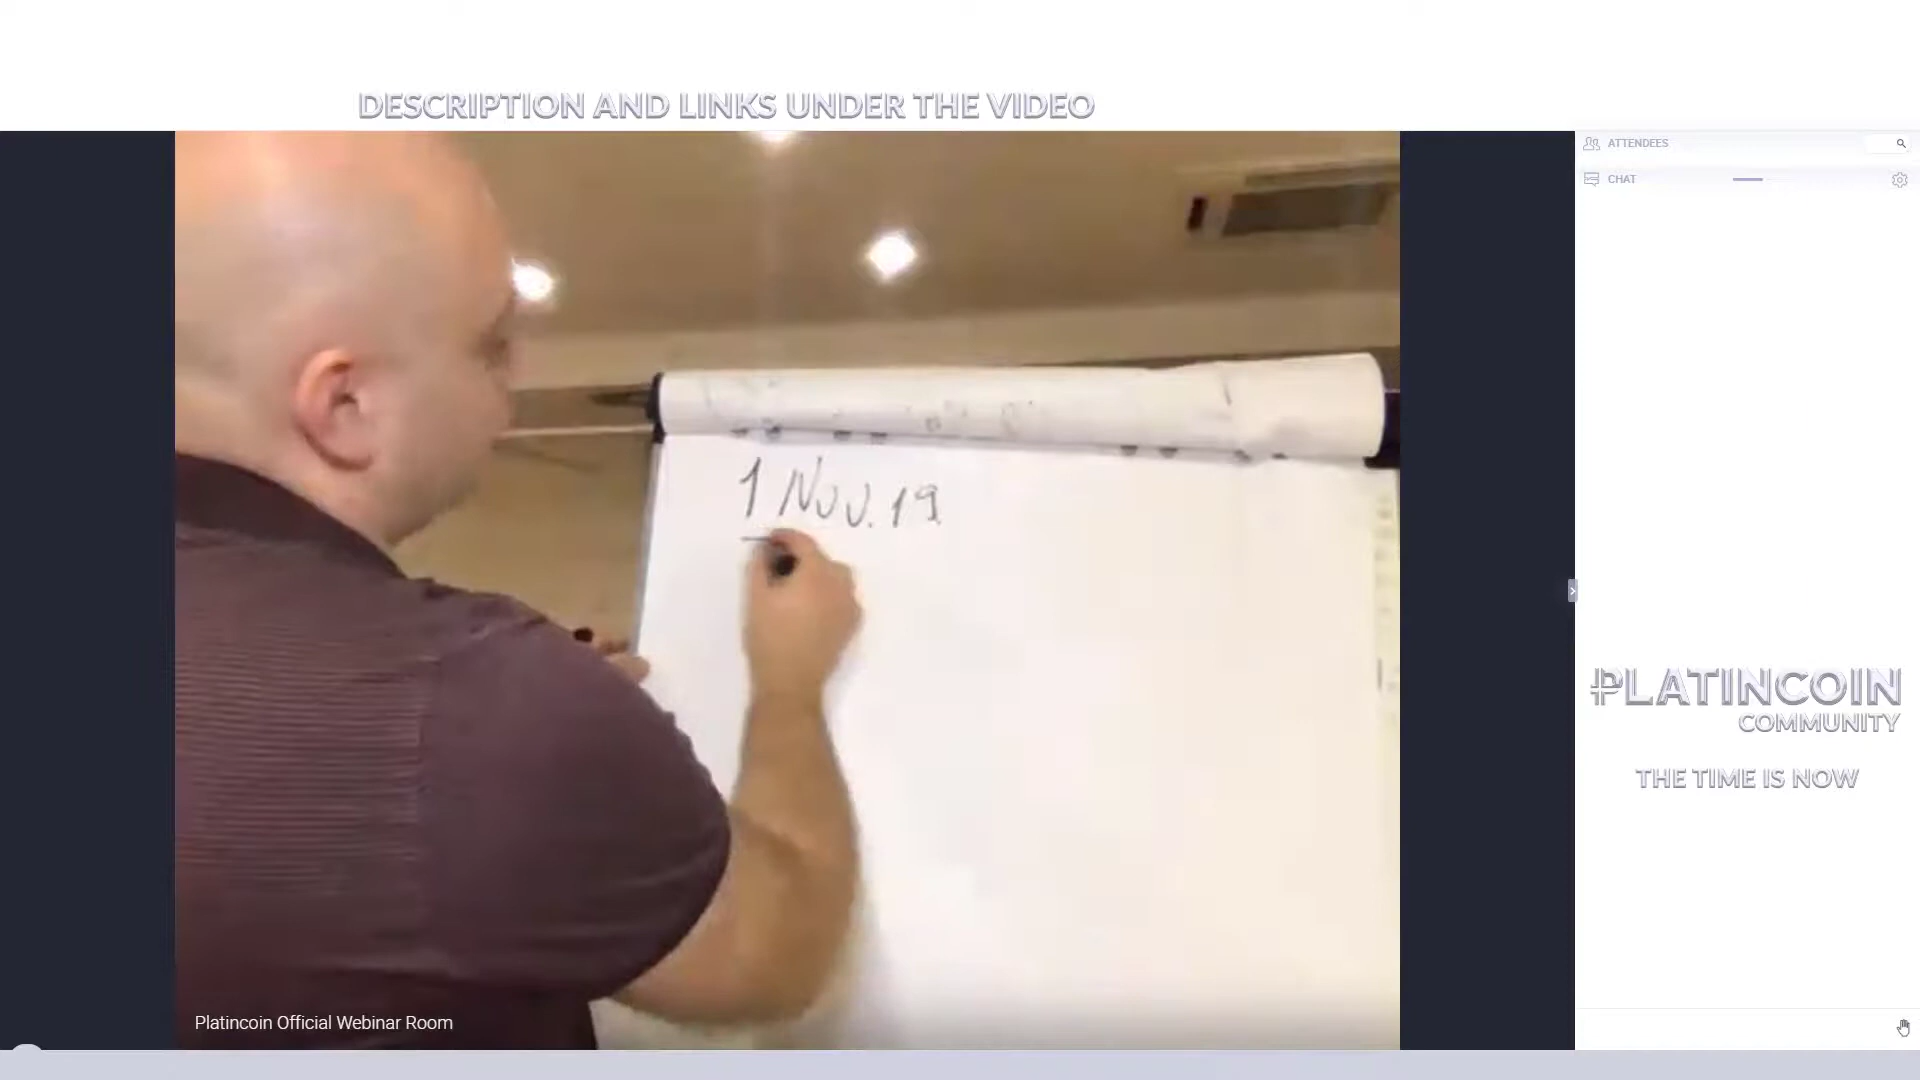 DESCRIPTION AND LINKS UNDER THE VIDEO
ATTENDEES
CHAT
1 Nov. 19
PLATINCOIN
COMMUNITY
THE TIME IS NOW
Platincoin Official Webinar Room